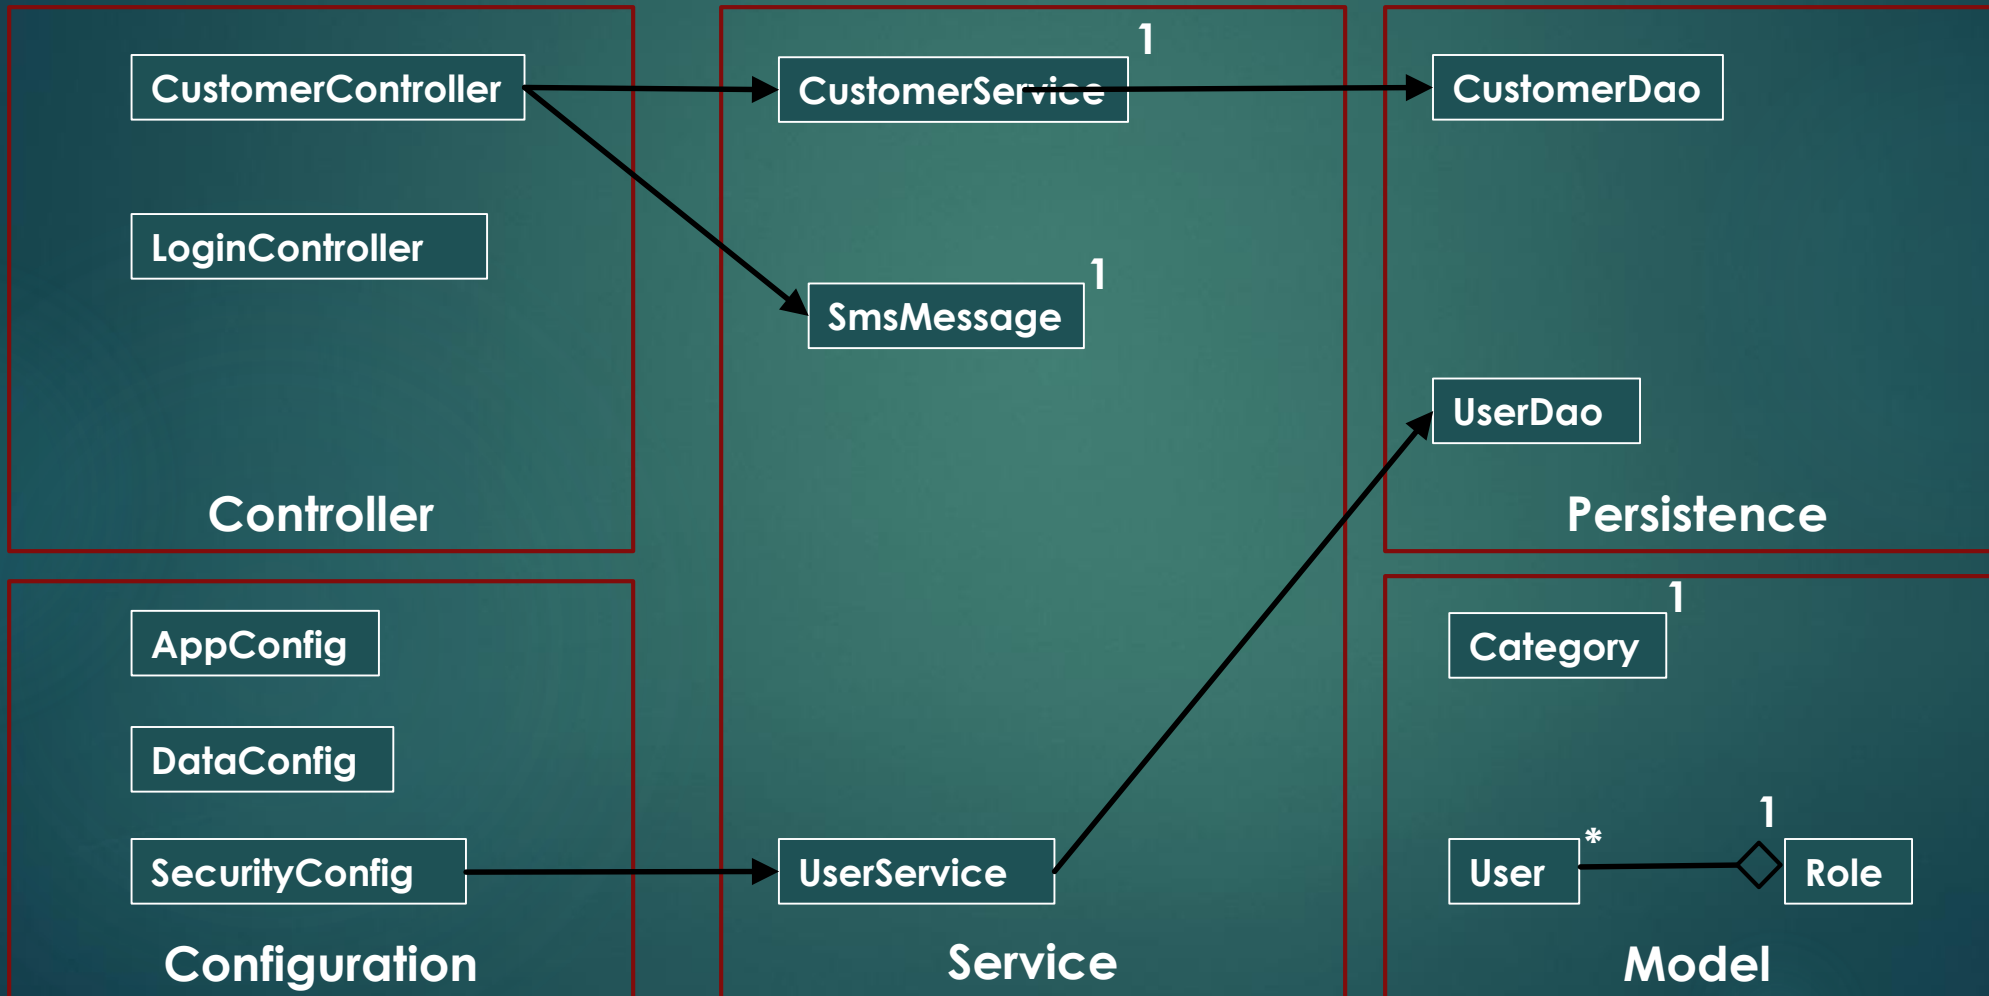 CustomerController
LoginController
Controller
AppConfig
DataConfig
SecurityConfig
Configuration
1
CustomerService
1
SmsMessage
UserService
Service
CustomerDao
UserDao
Persistence
1
Category
1
*
User
Role
Model